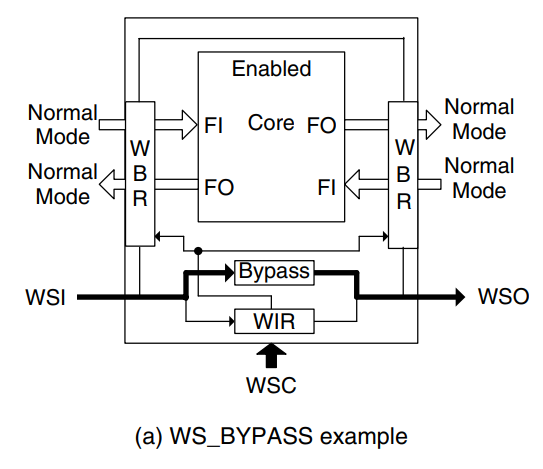 Enabled
Normal
Mode
FI
Core
FO
Normal
Mode
W
B
R
W
B
R
Normal
Mode
FO
FI
Normal
Mode
Bypass
WSI
WSO
WIR
WSC
(a) WS_BYPASS example